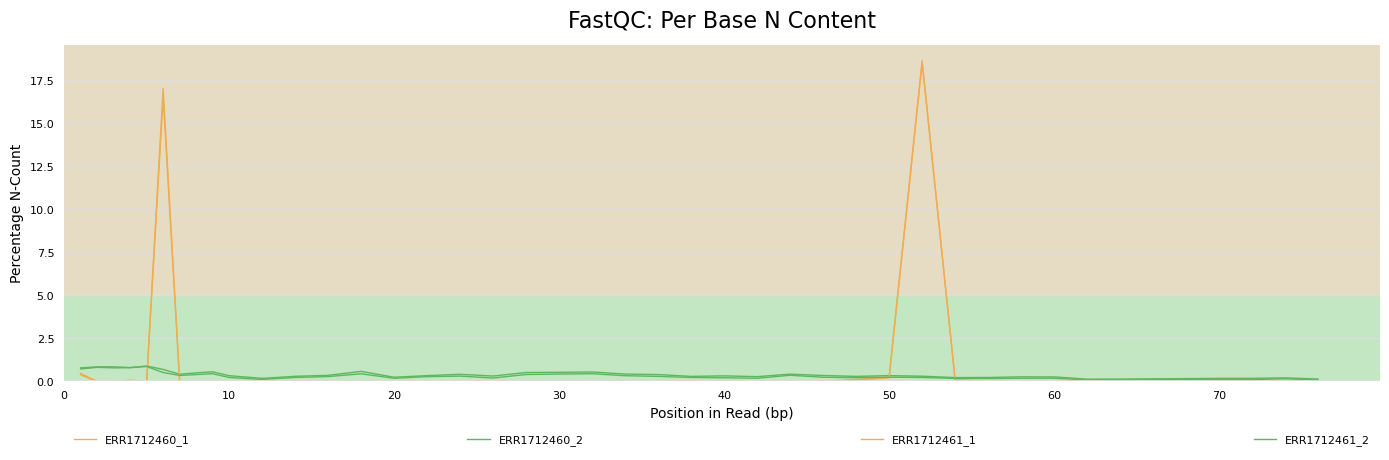 FastQC: Per Base N Content
Percentage N-Count
17.5
15.0
12.5
10.0
7.5
5.0
2.5
0.0
0 10 20 30 40 50 60 70
Position in Read (bp)
ERR1712460_1 ERR1712460_2 ERR1712461_1 ERR1712461_2